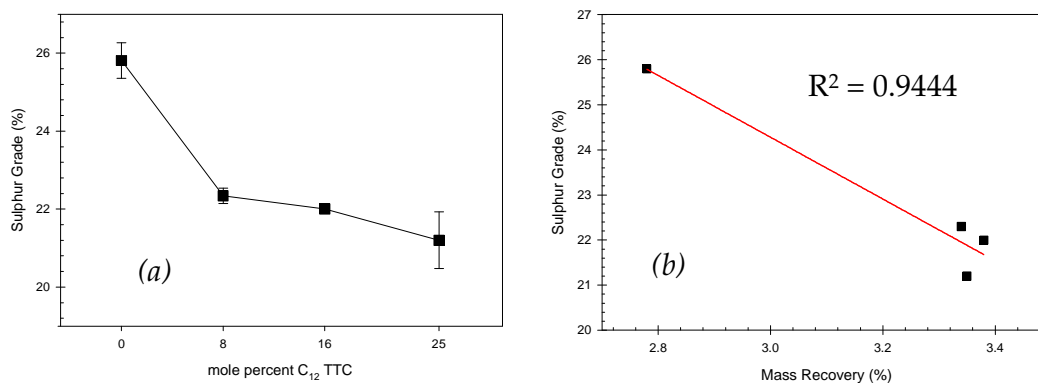 26
24
22
20
Sulphur Grade (%)
(a)
0 8 16 25
mole percent C₁₂ TTC
27
26
25
24
23
22
21
20
Sulphur Grade (%)
R² = 0.9444
(b)
2.8 3.0 3.2 3.4
Mass Recovery (%)